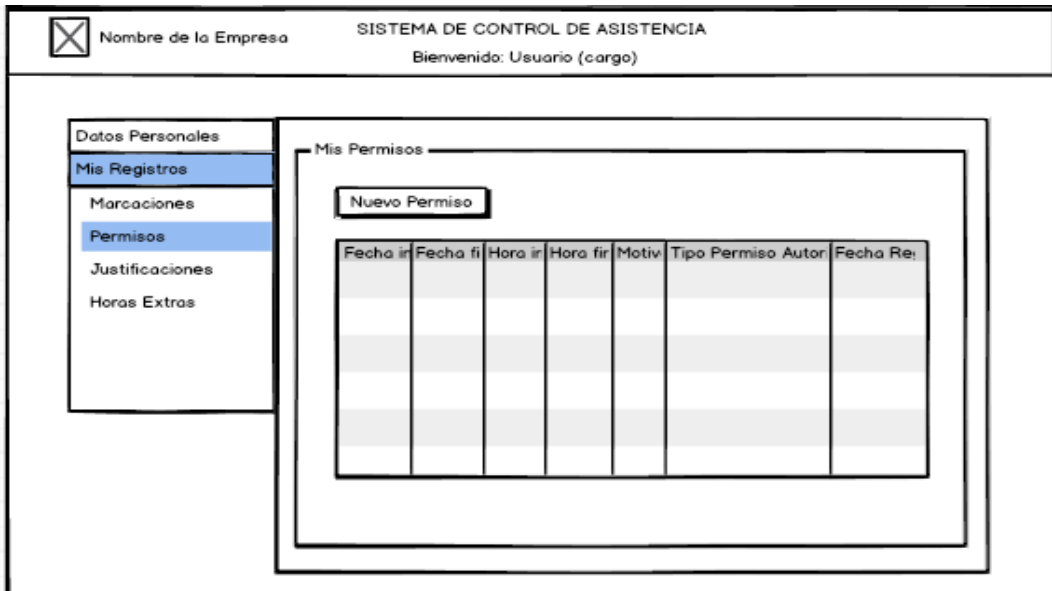 Nombre de la Empresa
SISTEMA DE CONTROL DE ASISTENCIA
Bienvenido: Usuario (cargo)
Datos Personales
Mis Registros
Marcaciones
Permisos
Justificaciones
Horas Extras
Mis Permisos
Nuevo Permiso
Fecha in Fecha fi Hora in Hora fin Motiv Tipo Permiso Autor Fecha Reg